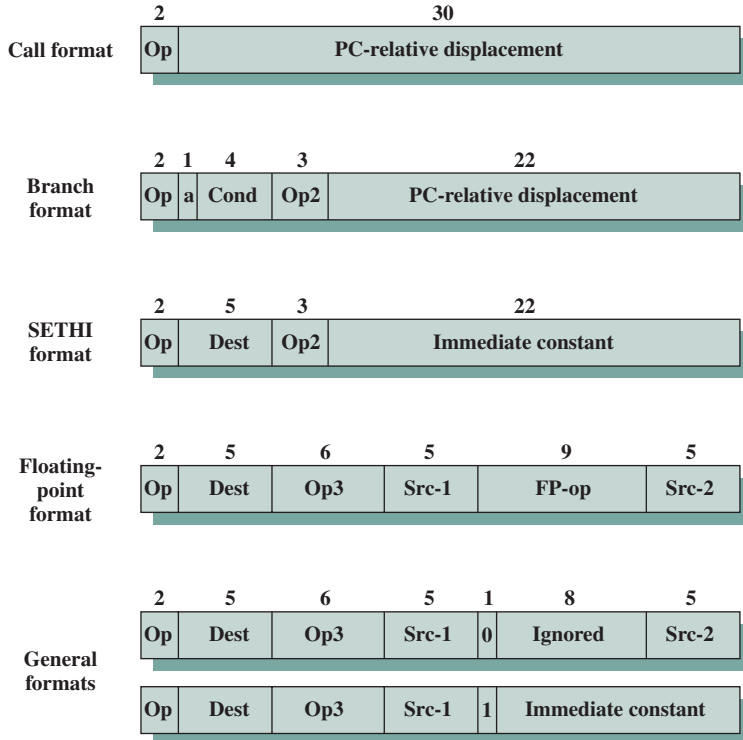 2 30
Call format Op PC-relative displacement
2 1 4 3 22
Branch
format
Op a Cond Op2 PC-relative displacement
2 5 3 22
SETHI
format
Op Dest Op2 Immediate constant
2 5 6 5 9 5
Floating-
point
format
Op Dest Op3 Src-1 FP-op Src-2
2 5 6 5 1 8 5
Op Dest Op3 Src-1 0 Ignored Src-2
General
formats
Op Dest Op3 Src-1 1 Immediate constant